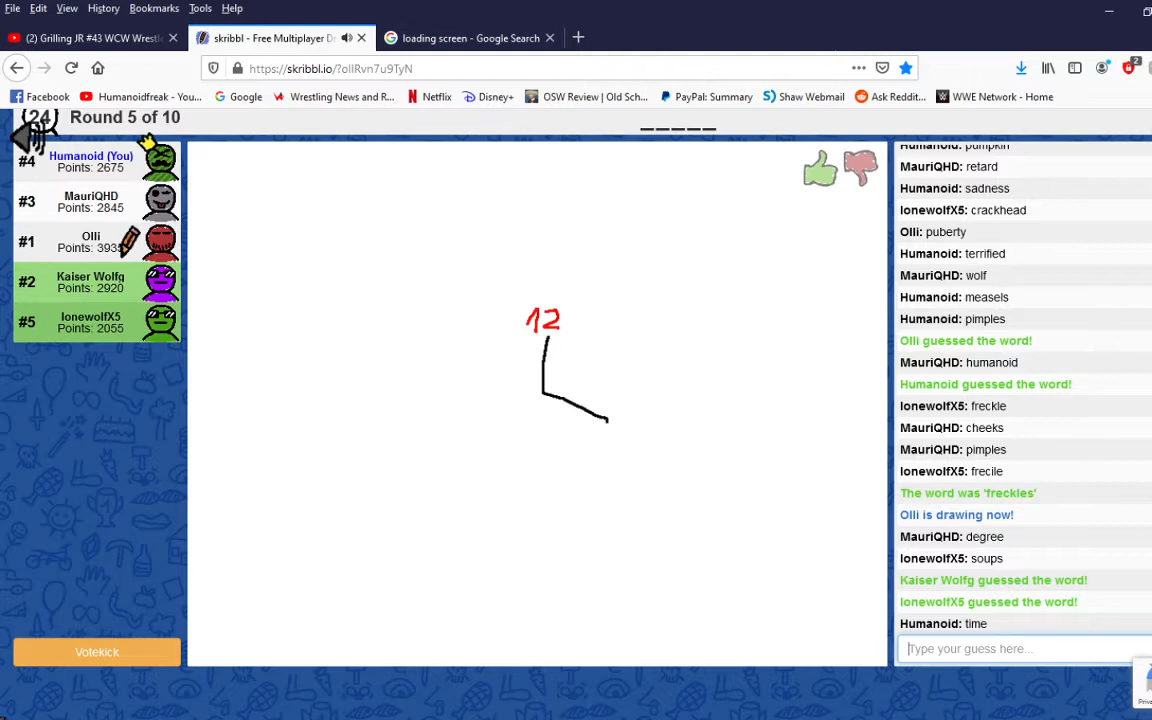 File Edit View History Bookmarks Tools Help
(2) Grilling JR #43 WCW Wrestl
skribbl - Free Multiplayer D
loading screen - Google Search
https://skribbl.io/?ollRvn7u9TyN
2
Facebook
Humanoidfreak - You...
Google
Wrestling News and R...
Netflix
Disney+
OSW Review | Old Sch...
PayPal: Summary
Shaw Webmail
Ask Reddit...
WWE Network - Home
24
Round 5 of 10
_____
#4
Humanoid (You)
Points: 2675
#3
MauriQHD
Points: 2845
#1
Olli
Points: 3935
#2
Kaiser Wolfg
Points: 2920
#5
lonewolfX5
Points: 2055
Votekick
12
Humanoid: pumpkin
MauriQHD: retard
Humanoid: sadness
lonewolfX5: crackhead
Olli: puberty
Humanoid: terrified
MauriQHD: wolf
Humanoid: measels
Humanoid: pimples
Olli guessed the word!
MauriQHD: humanoid
Humanoid guessed the word!
lonewolfX5: freckle
MauriQHD: cheeks
MauriQHD: pimples
lonewolfX5: frecile
The word was 'freckles'
Olli is drawing now!
MauriQHD: degree
lonewolfX5: soups
Kaiser Wolfg guessed the word!
lonewolfX5 guessed the word!
Humanoid: time
Type your guess here...
Priva